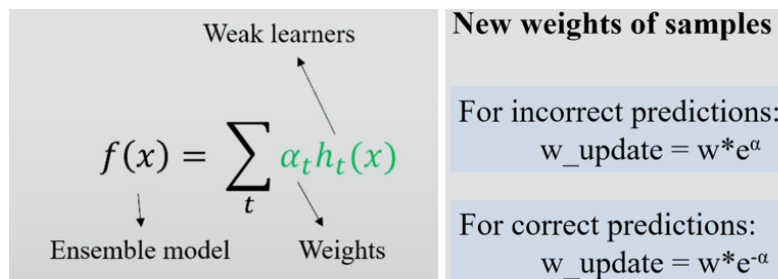 Weak learners
f(x) = ∑ α_t h_t(x)
t
Ensemble model
Weights
New weights of samples
For incorrect predictions:
w_update = w*e^α
For correct predictions:
w_update = w*e^-α